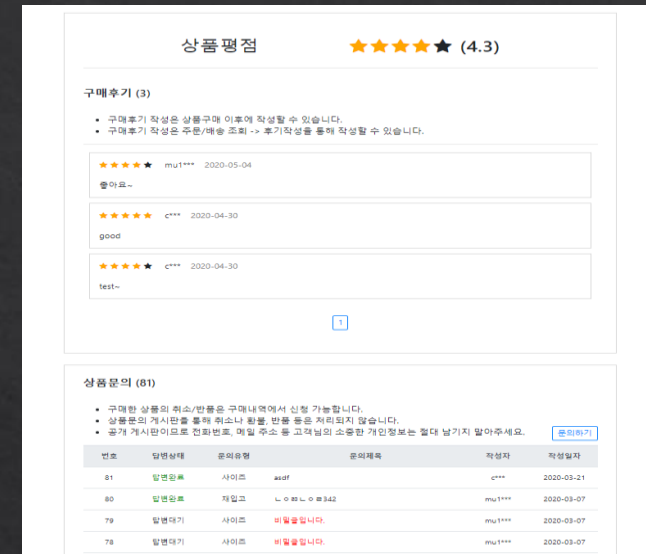 상품평점 ★★★★★ (4.3)
구매후기 (3)
▪ 구매후기 작성은 상품구매 이후에 작성할 수 있습니다.
▪ 구매후기 작성은 주문/배송 조회 -> 후기작성을 통해 작성할 수 있습니다.
★★★★★ mu1*** 2020-05-04
좋아요~
★★★★★ c*** 2020-04-30
good
★★★★★ c*** 2020-04-30
test~
1
상품문의 (81)
▪ 구매한 상품의 취소/반품은 구매내역에서 신청 가능합니다.
▪ 상품문의 게시판을 통해 취소나 환불, 반품 등은 처리되지 않습니다.
▪ 공개 게시판이므로 전화번호, 메일 주소 등 고객님의 소중한 개인정보는 절대 남기지 말아주세요. 문의하기
번호 답변상태 문의유형 문의제목 작성자 작성일자
81 답변완료 사이즈 asdf c*** 2020-03-21
80 답변완료 재입고 mu1*** 2020-03-07
79 답변대기 사이즈 비밀글입니다. mu1*** 2020-03-07
78 답변대기 사이즈 비밀글입니다. mu1*** 2020-03-07